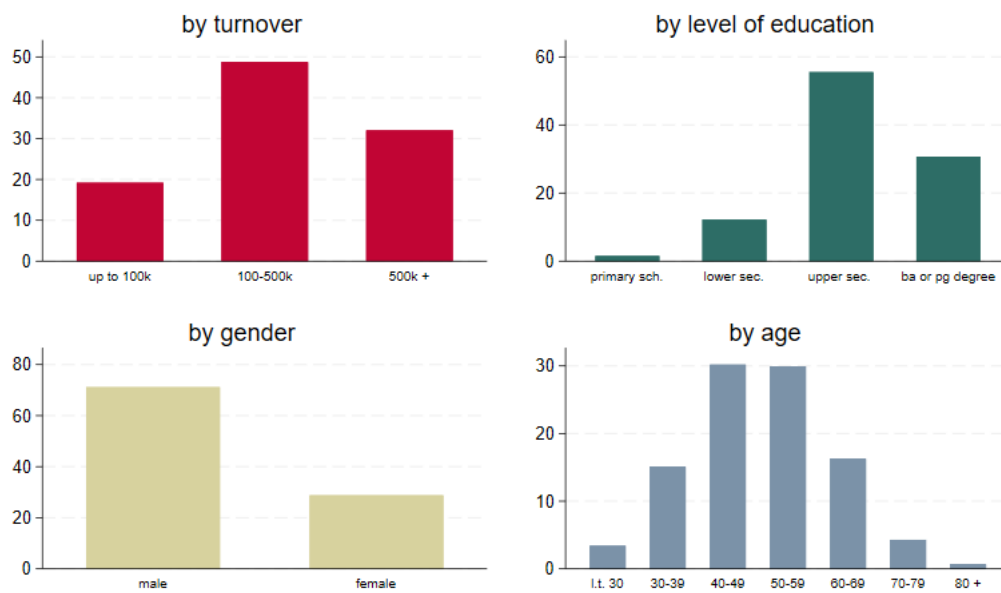 by turnover
50
40
30
20
10
0
up to 100k 100-500k 500k +
by level of education
60
40
20
0
primary sch. lower sec. upper sec. ba or pg degree
by gender
80
60
40
20
0
male female
by age
30
20
10
0
l.t. 30 30-39 40-49 50-59 60-69 70-79 80 +